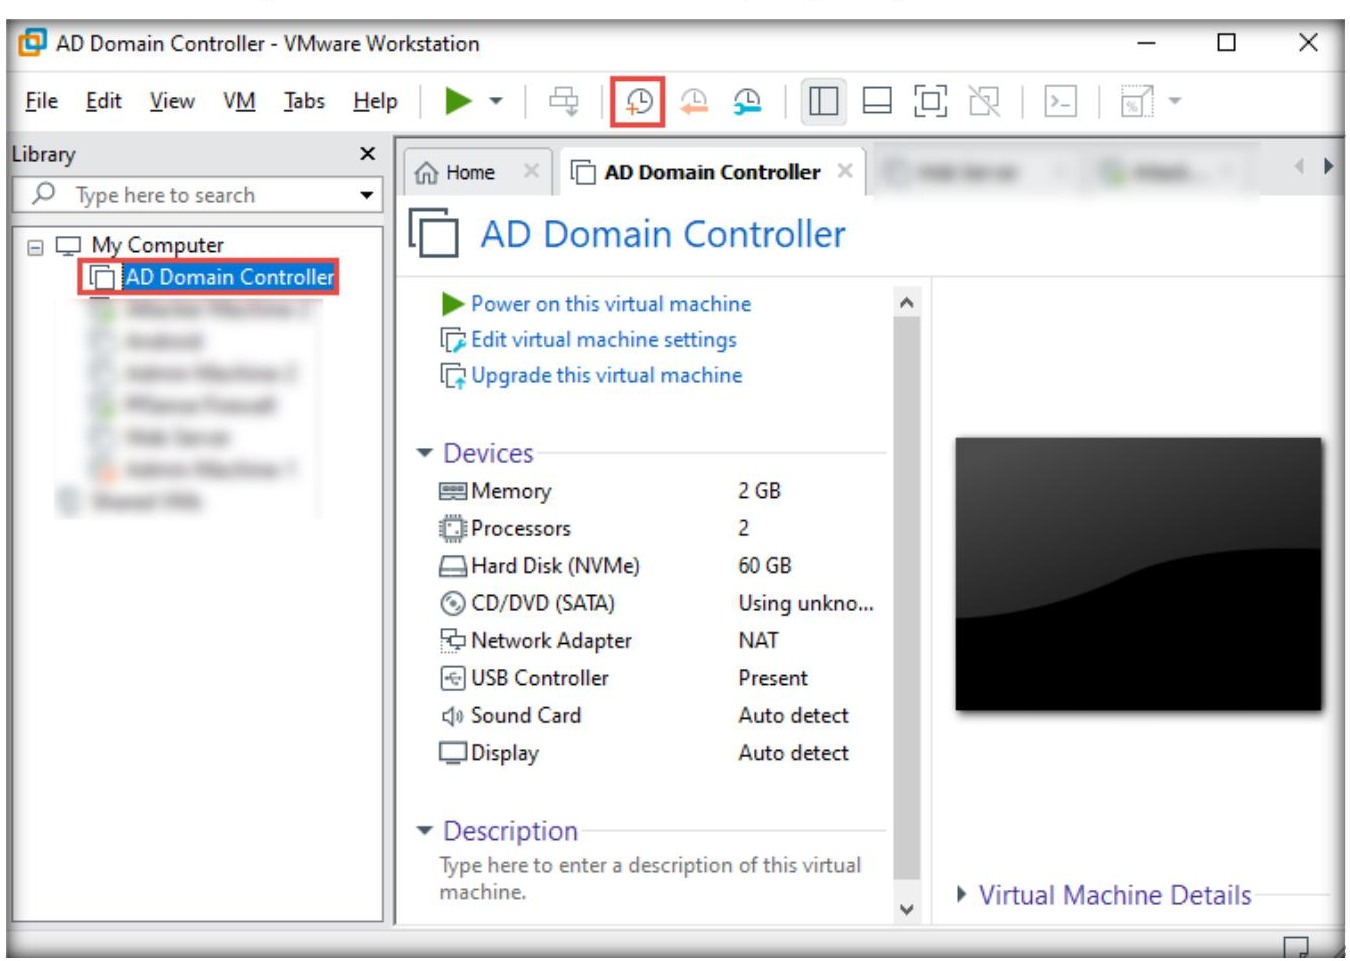 AD Domain Controller - VMware Workstation
File Edit View VM Tabs Help
Library
Type here to search
My Computer
AD Domain Controller
Home
AD Domain Controller
AD Domain Controller
Power on this virtual machine
Edit virtual machine settings
Upgrade this virtual machine
Devices
Memory 2 GB
Processors 2
Hard Disk (NVMe) 60 GB
CD/DVD (SATA) Using unkno...
Network Adapter NAT
USB Controller Present
Sound Card Auto detect
Display Auto detect
Description
Type here to enter a description of this virtual
machine.
Virtual Machine Details